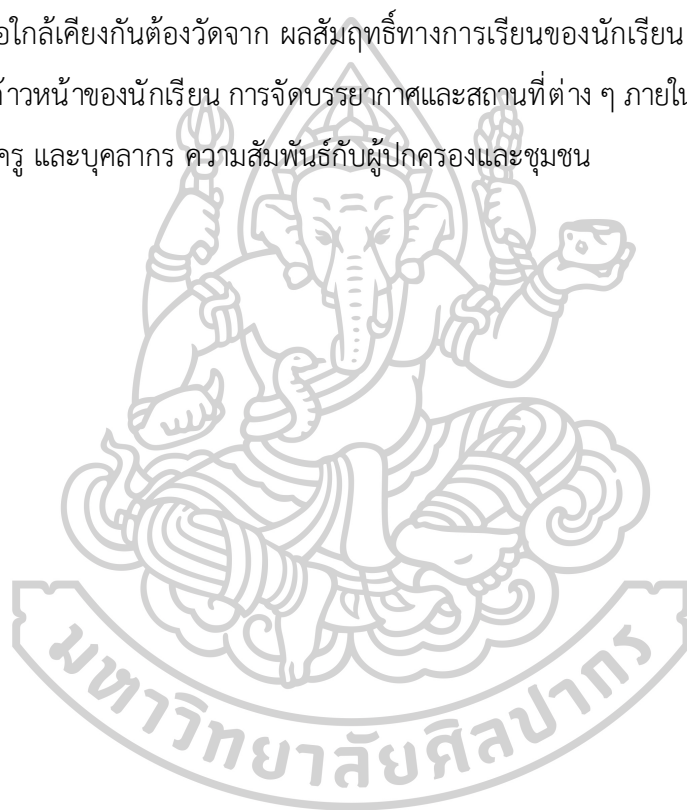 อใกล้เคียงกันต้องวัดจาก ผลสัมฤทธิ์ทางการเรียนของนักเรียน
้าวหน้าของนักเรียน การจัดบรรยากาศและสถานที่ต่าง ๆ ภายใน
ครู และบุคลากร ความสัมพันธ์กับผู้ปกครองและชุมชน
มหาวิทยาลัยศิลปากร